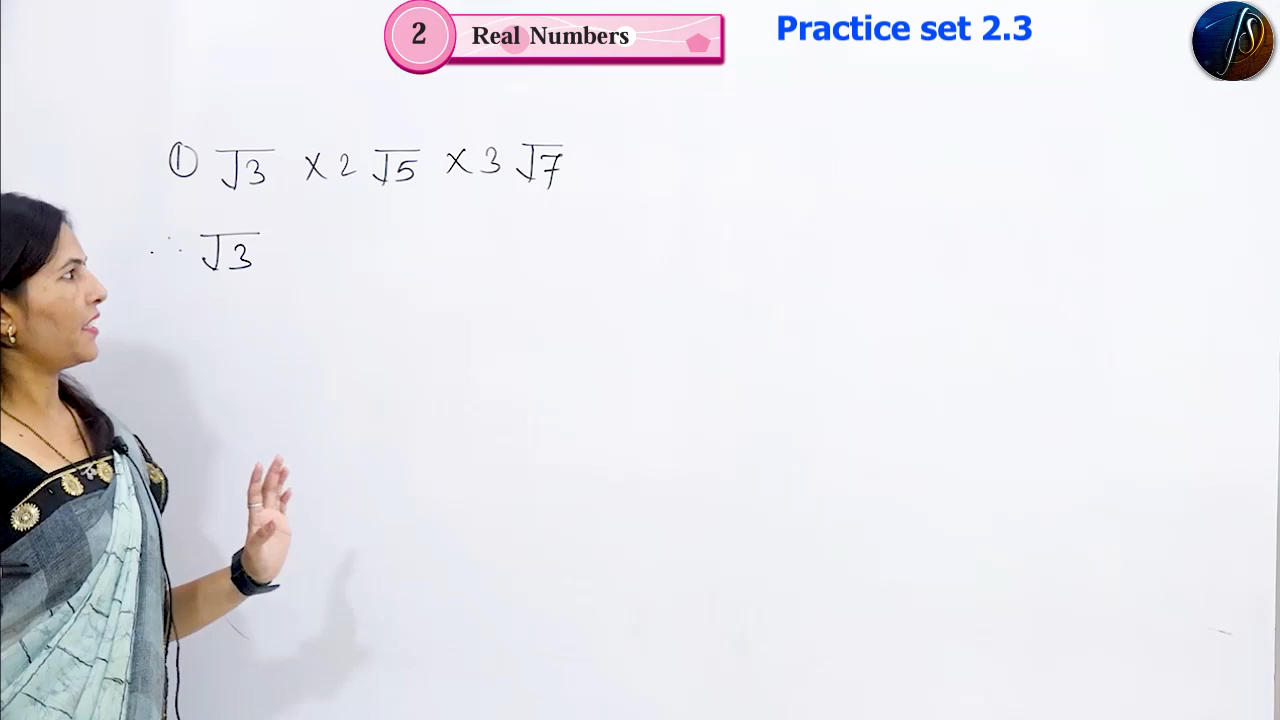 2 Real Numbers Practice set 2.3
① √3 × 2 √5 × 3 √7
∴ √3